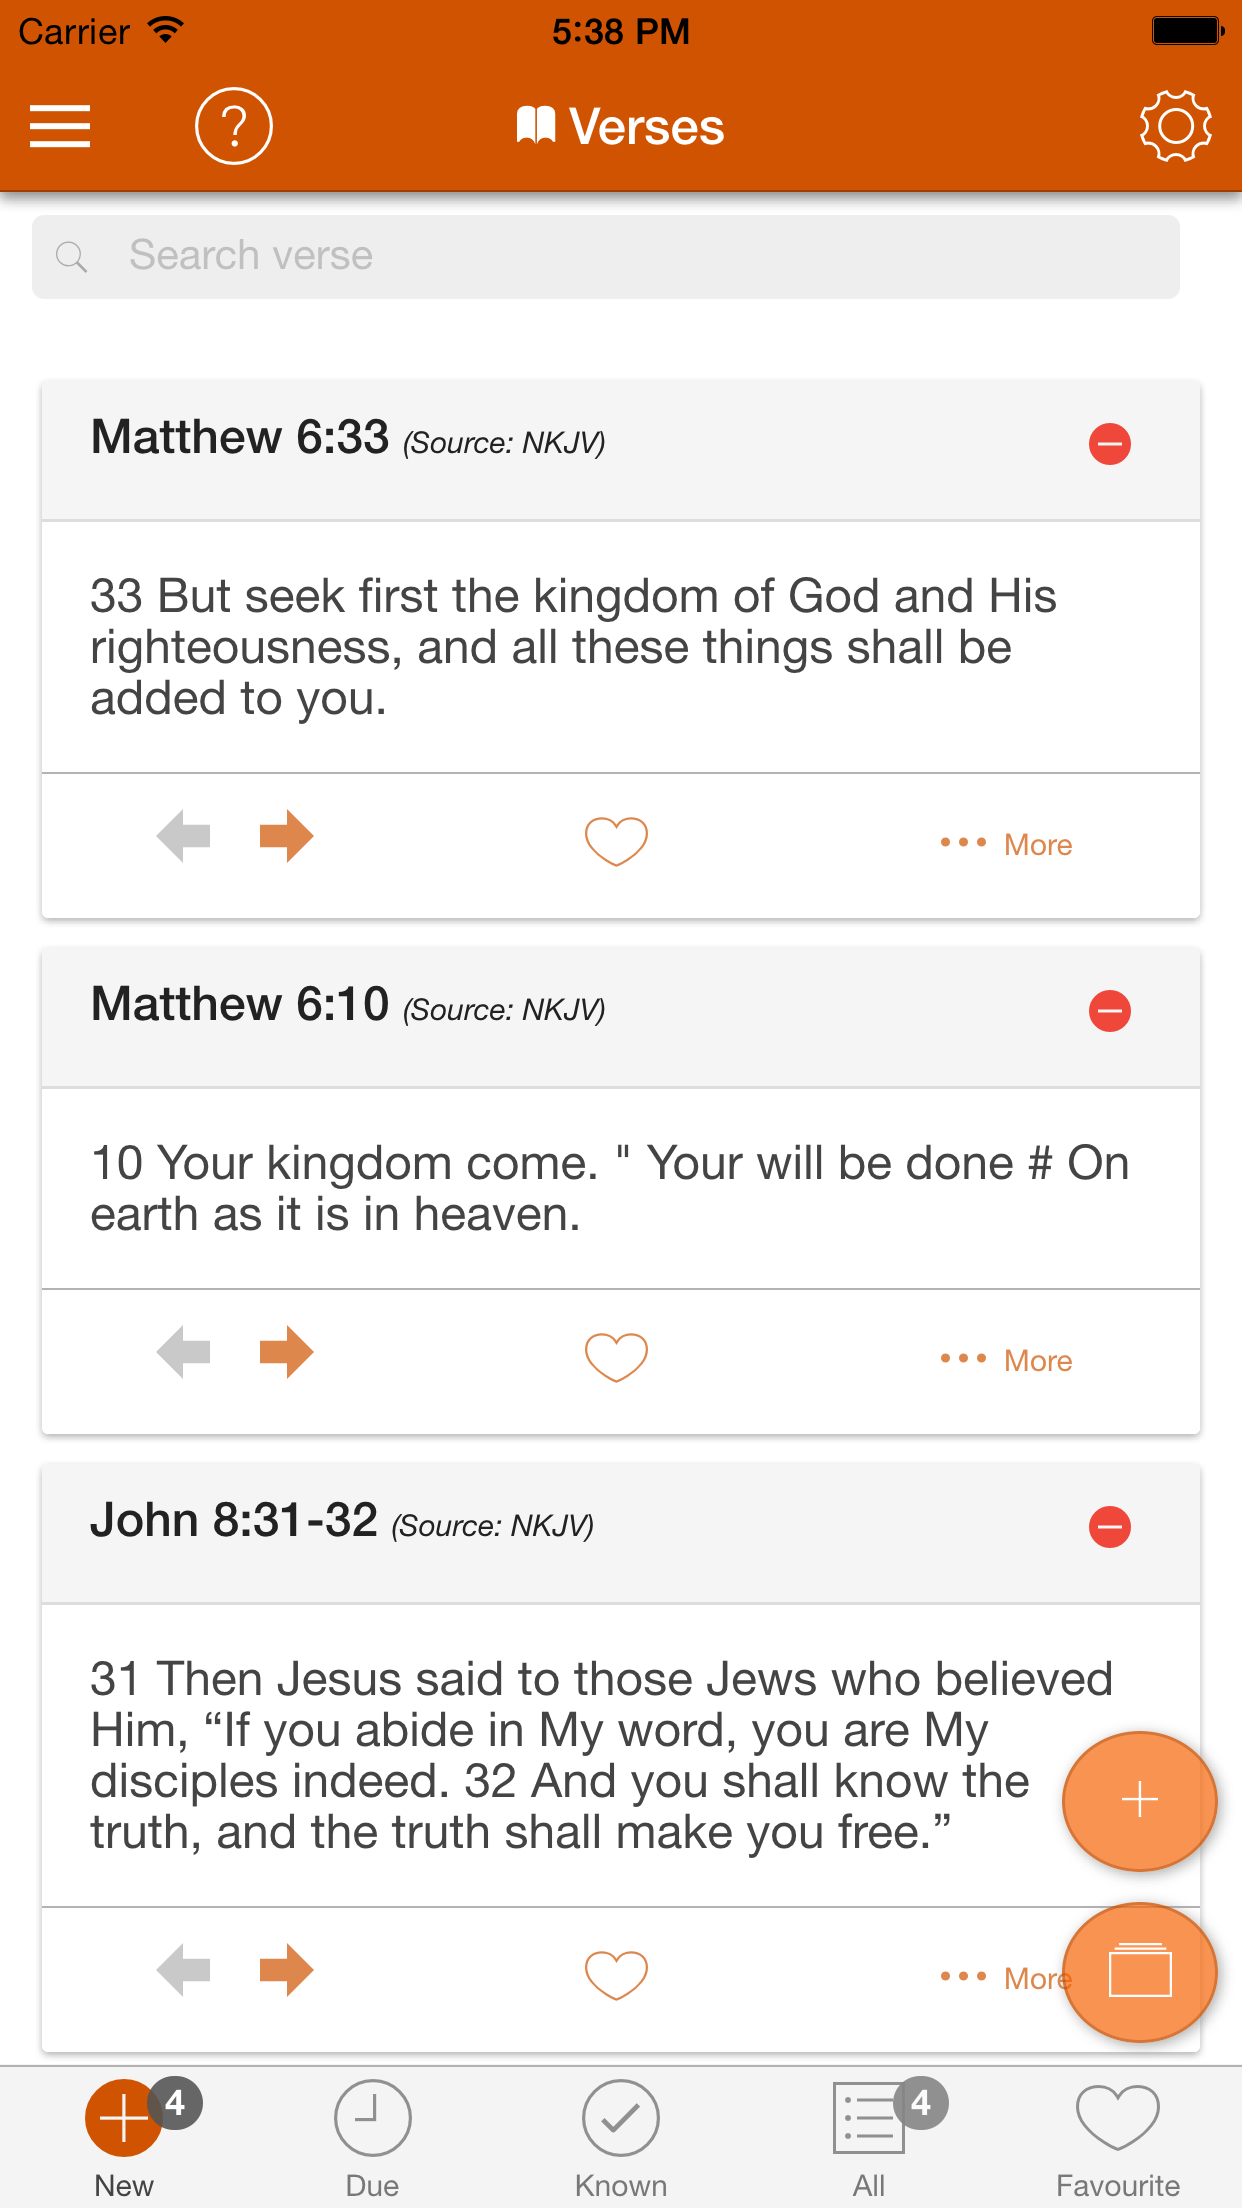 Carrier 5:38 PM
? Verses
Search verse
Matthew 6:33 (Source: NKJV)
33 But seek first the kingdom of God and His
righteousness, and all these things shall be
added to you.
More
Matthew 6:10 (Source: NKJV)
10 Your kingdom come. " Your will be done # On
earth as it is in heaven.
More
John 8:31-32 (Source: NKJV)
31 Then Jesus said to those Jews who believed
Him, “If you abide in My word, you are My
disciples indeed. 32 And you shall know the
truth, and the truth shall make you free.”
More
4 4
New Due Known All Favourite